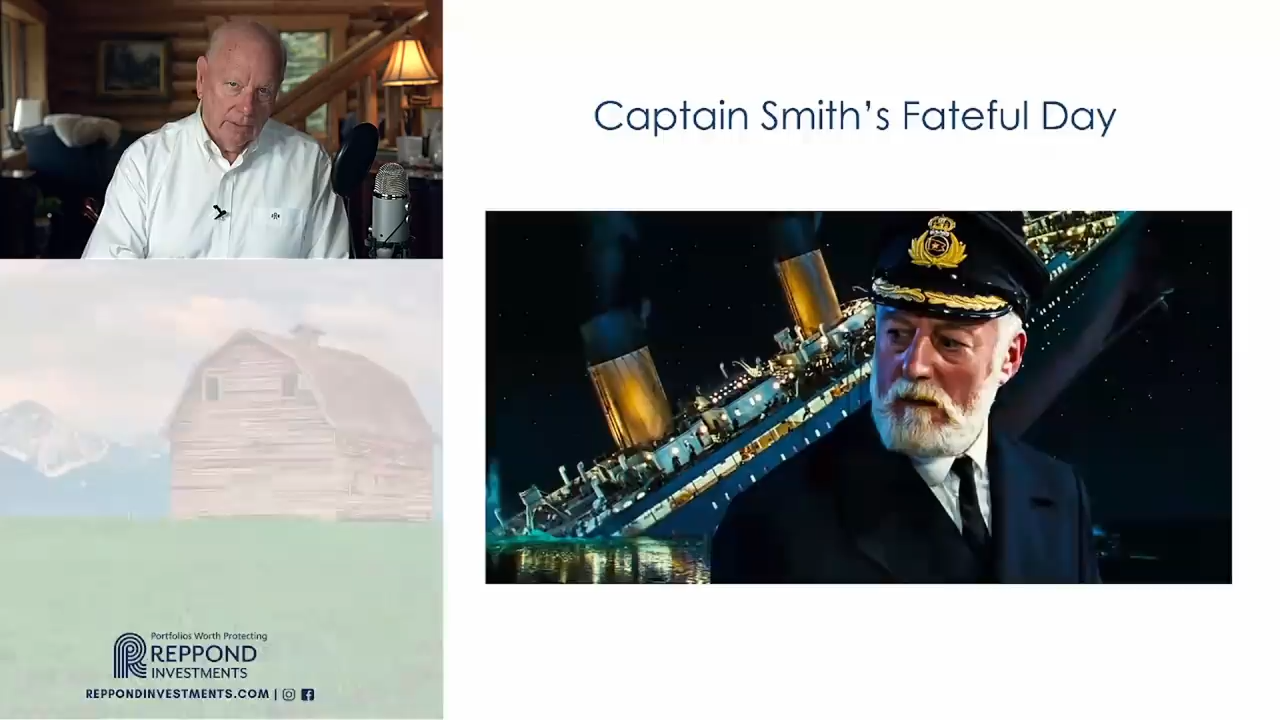 Captain Smith's Fateful Day
Portfolios Worth Protecting
REPPOND
INVESTMENTS
REPPONDINVESTMENTS.COM |